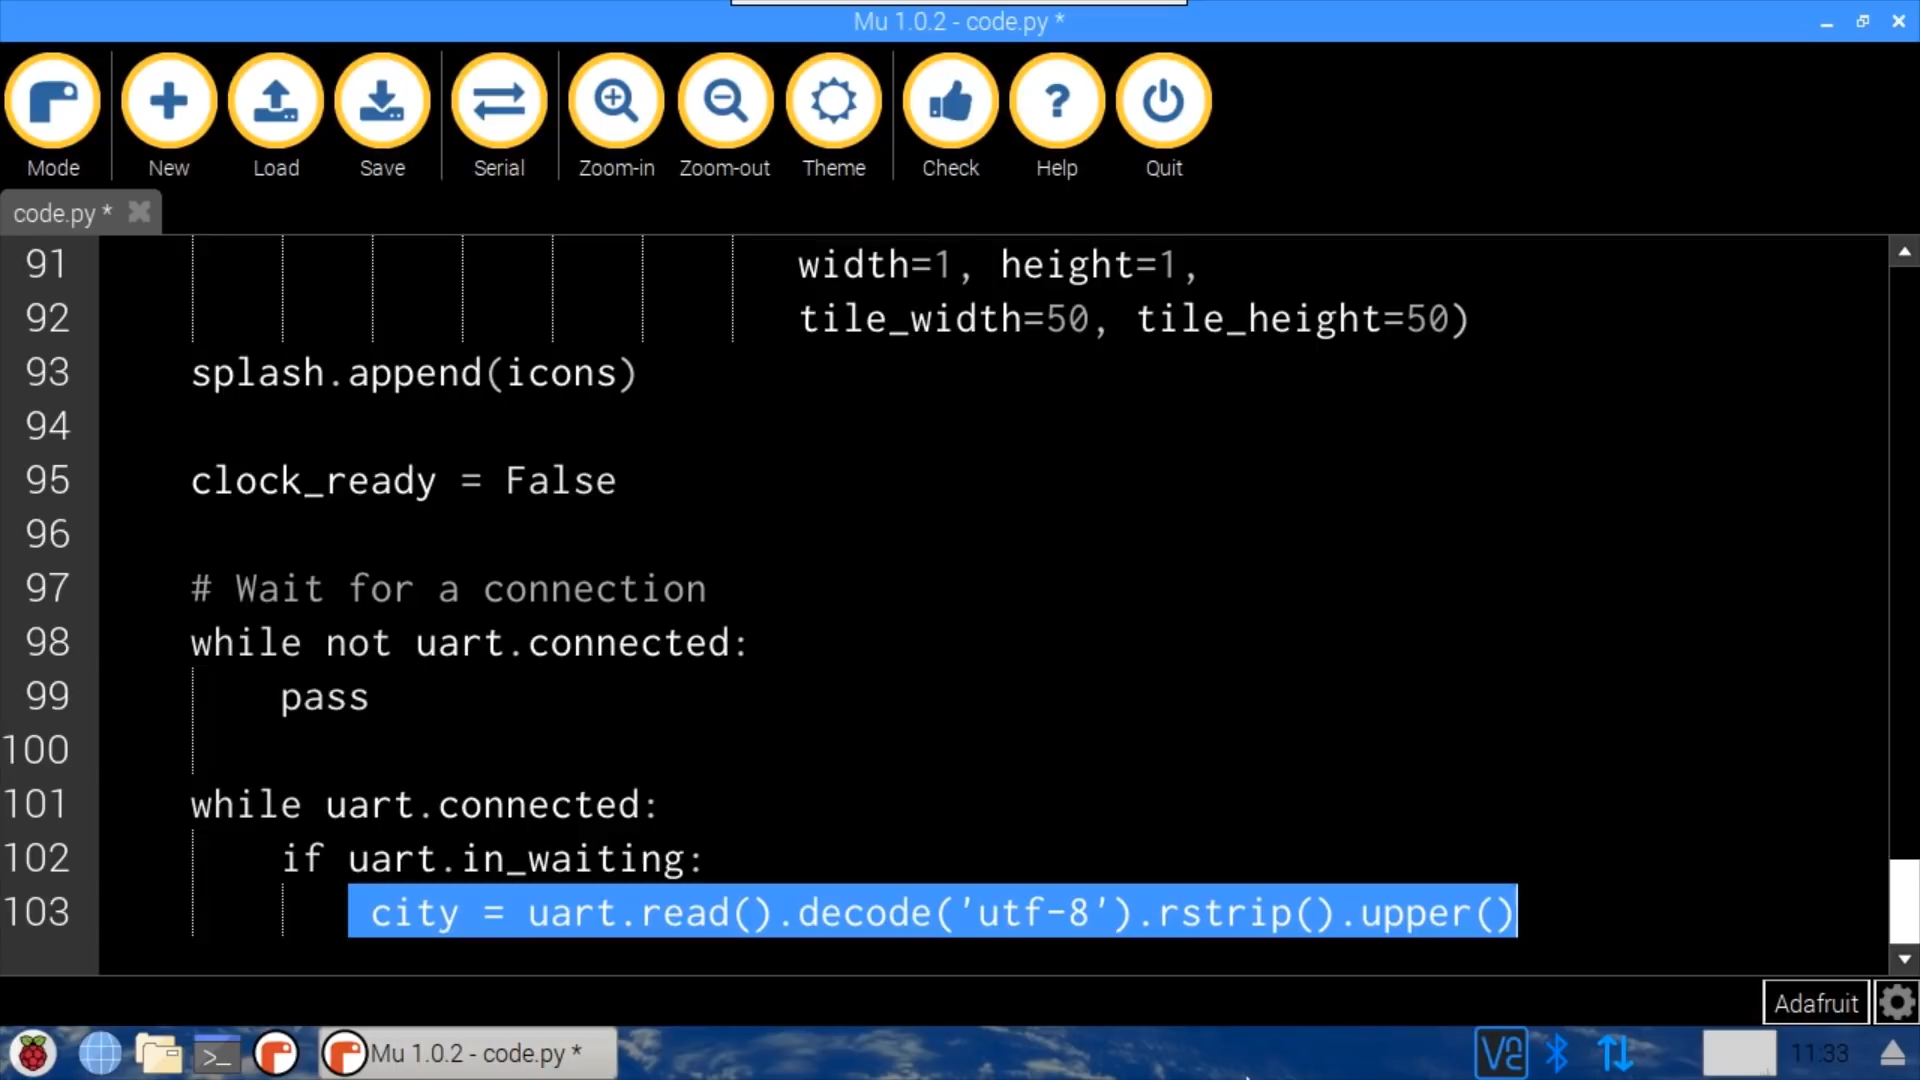 Mu 1.0.2 - code.py *
Mode New Load Save Serial Zoom-in Zoom-out Theme Check Help Quit
code.py *
91 width=1, height=1,
92 tile_width=50, tile_height=50)
93 splash.append(icons)
94
95 clock_ready = False
96
97 # Wait for a connection
98 while not uart.connected:
99 pass
100
101 while uart.connected:
102 if uart.in_waiting:
103 city = uart.read().decode('utf-8').rstrip().upper()
Adafruit
Mu 1.0.2 - code.py * 11:33